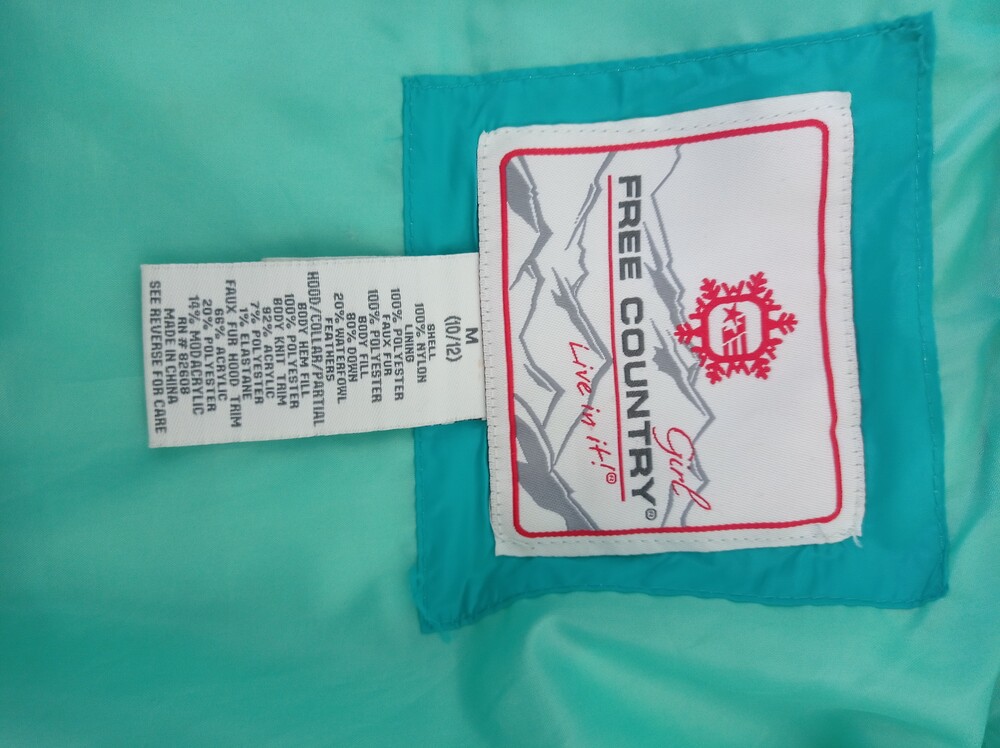 FREE COUNTRY®
Girl
Live in it!®
M
(10/12)
SHELL
100% NYLON
LINING
100% POLYESTER
FAUX FUR
100% POLYESTER
BODY FILL
80% DOWN
20% WATERFOWL
FEATHERS
HOOD/COLLAR/PARTIAL
BODY HEM FILL
100% POLYESTER
BODY KNIT TRIM
92% ACRYLIC
7% POLYESTER
1% ELASTANE
FAUX FUR HOOD TRIM
66% ACRYLIC
20% POLYESTER
14% MODACRYLIC
RN 82608
MADE IN CHINA
SEE REVERSE FOR CARE